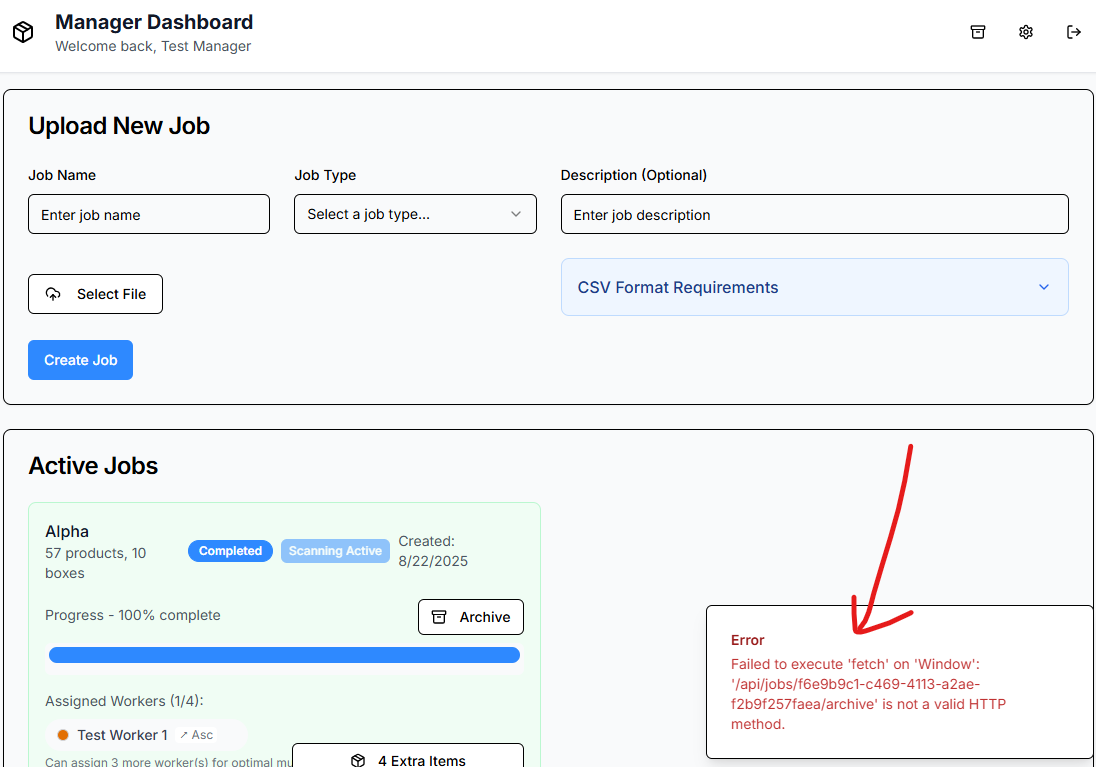 Manager Dashboard
Welcome back, Test Manager
Upload New Job
Job Name
Job Type
Description (Optional)
Enter job name
Select a job type...
Enter job description
Select File
CSV Format Requirements
Create Job
Active Jobs
Alpha
57 products, 10
boxes
Completed
Scanning Active
Created:
8/22/2025
Progress - 100% complete
Archive
Assigned Workers (1/4):
Test Worker 1
↗ Asc
Can assign 3 more worker(s) for optimal mu
4 Extra Items
Error
Failed to execute 'fetch' on 'Window':
'/api/jobs/f6e9b9c1-c469-4113-a2ae-
f2b9f257faea/archive' is not a valid HTTP
method.